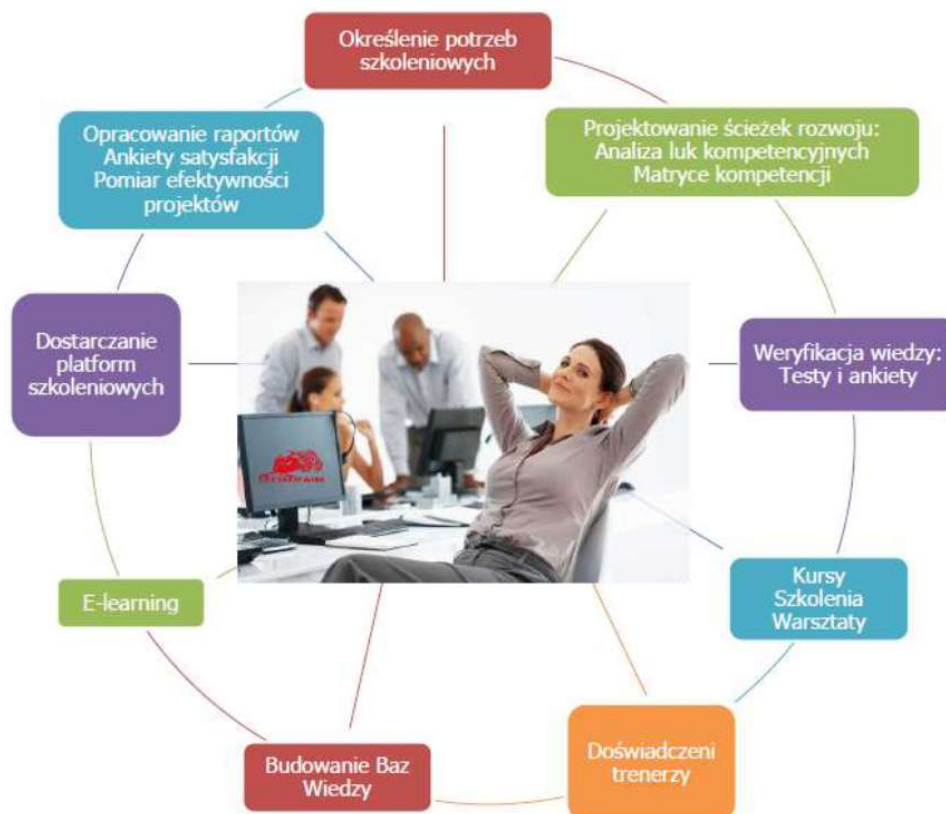 Określenie potrzeb
szkoleniowych
Projektowanie ścieżek rozwoju:
Analiza luk kompetencyjnych
Matryce kompetencji
Weryfikacja wiedzy:
Testy i ankiety
Kursy
Szkolenia
Warsztaty
Doświadczeni
trenerzy
Budowanie Baz
Wiedzy
E-learning
Dostarczanie
platform
szkoleniowych
Opracowanie raportów
Ankiety satysfakcji
Pomiar efektywności
projektów